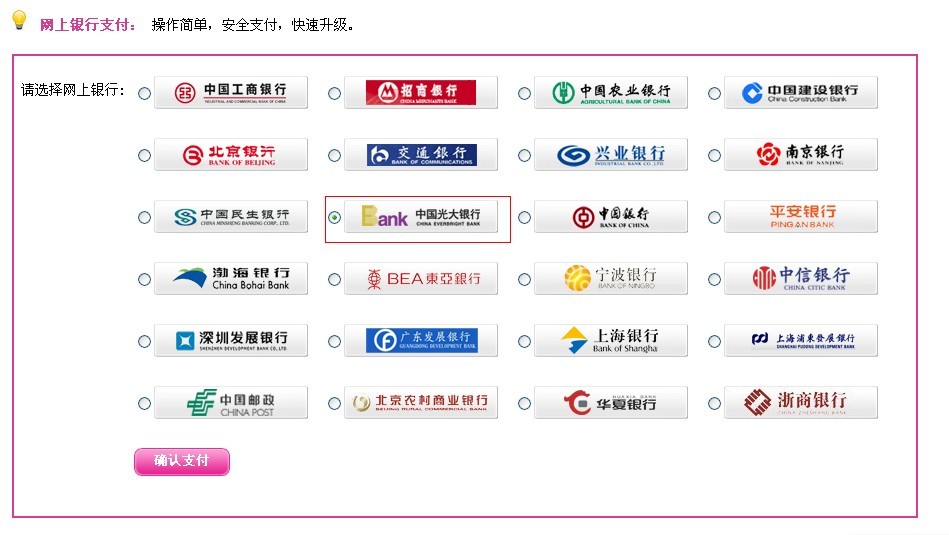 网上银行支付： 操作简单，安全支付，快速升级。
请选择网上银行：
中国工商银行
INDUSTRIAL AND COMMERCIAL BANK OF CHINA
招商银行
CHINA MERCHANTS BANK
中国农业银行
AGRICULTURAL BANK OF CHINA
中国建设银行
China Construction Bank
北京银行
BANK OF BEIJING
交通銀行
BANK OF COMMUNICATIONS
兴业银行
INDUSTRIAL BANK CO.,LTD.
南京银行
BANK OF NANJING
中国民生银行
CHINA MINSHENG BANKING CORP., LTD.
Bank 中国光大银行
CHINA EVERBRIGHT BANK
中国银行
BANK OF CHINA
平安银行
PING AN BANK
渤海银行
China Bohai Bank
BEA東亞銀行
宁波银行
BANK OF NINGBO
中信银行
CHINA CITIC BANK
深圳发展银行
SHENZHEN DEVELOPMENT BANK CO.,LTD.
广东发展银行
GUANGDONG DEVELOPMENT BANK
上海银行
Bank of Shanghai
上海浦東發展銀行
SHANGHAI PUDONG DEVELOPMENT BANK
中国邮政
CHINA POST
北京农村商业银行
BEIJING RURAL COMMERCIAL BANK
HUAXIA BANK
华夏银行
浙商银行
CHINA ZHESHANG BANK
确认支付